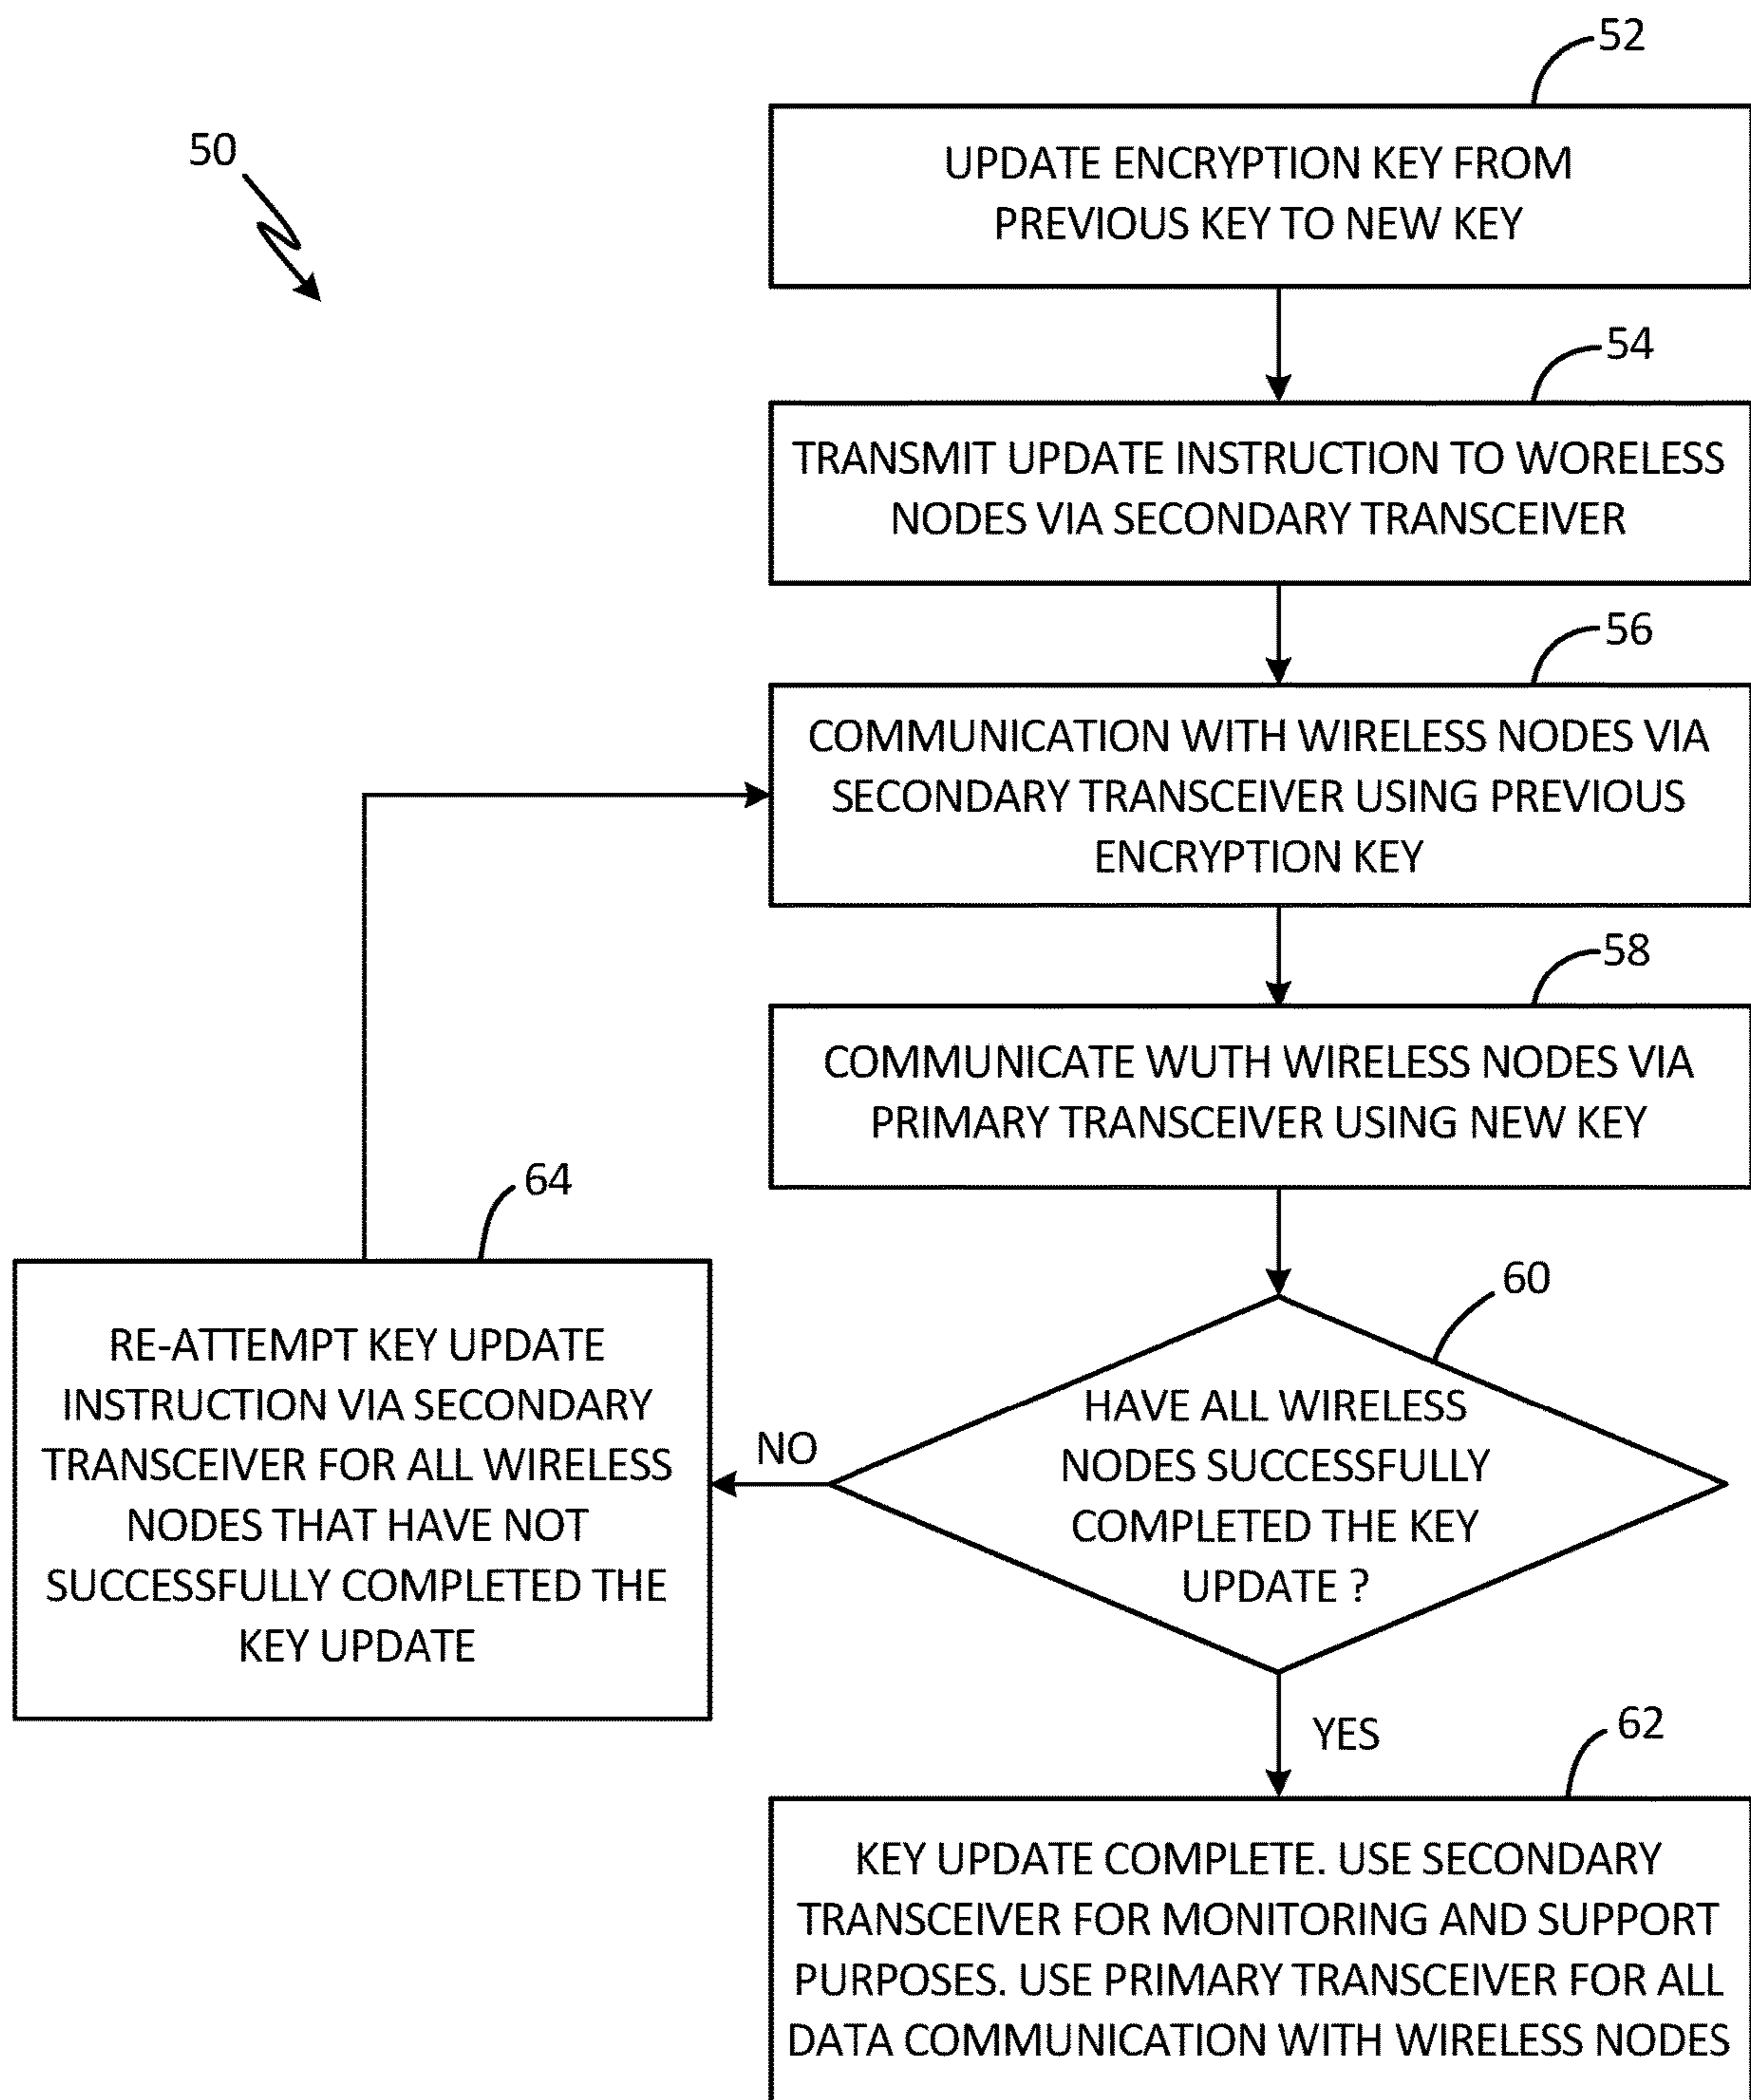 52
50
UPDATE ENCRYPTION KEY FROM
PREVIOUS KEY TO NEW KEY
54
TRANSMIT UPDATE INSTRUCTION TO WORELESS
NODES VIA SECONDARY TRANSCEIVER
56
COMMUNICATION WITH WIRELESS NODES VIA
SECONDARY TRANSCEIVER USING PREVIOUS
ENCRYPTION KEY
58
COMMUNICATE WUTH WIRELESS NODES VIA
PRIMARY TRANSCEIVER USING NEW KEY
60
HAVE ALL WIRELESS
NODES SUCCESSFULLY
COMPLETED THE KEY
UPDATE ?
NO
64
RE-ATTEMPT KEY UPDATE
INSTRUCTION VIA SECONDARY
TRANSCEIVER FOR ALL WIRELESS
NODES THAT HAVE NOT
SUCCESSFULLY COMPLETED THE
KEY UPDATE
YES
62
KEY UPDATE COMPLETE. USE SECONDARY
TRANSCEIVER FOR MONITORING AND SUPPORT
PURPOSES. USE PRIMARY TRANSCEIVER FOR ALL
DATA COMMUNICATION WITH WIRELESS NODES